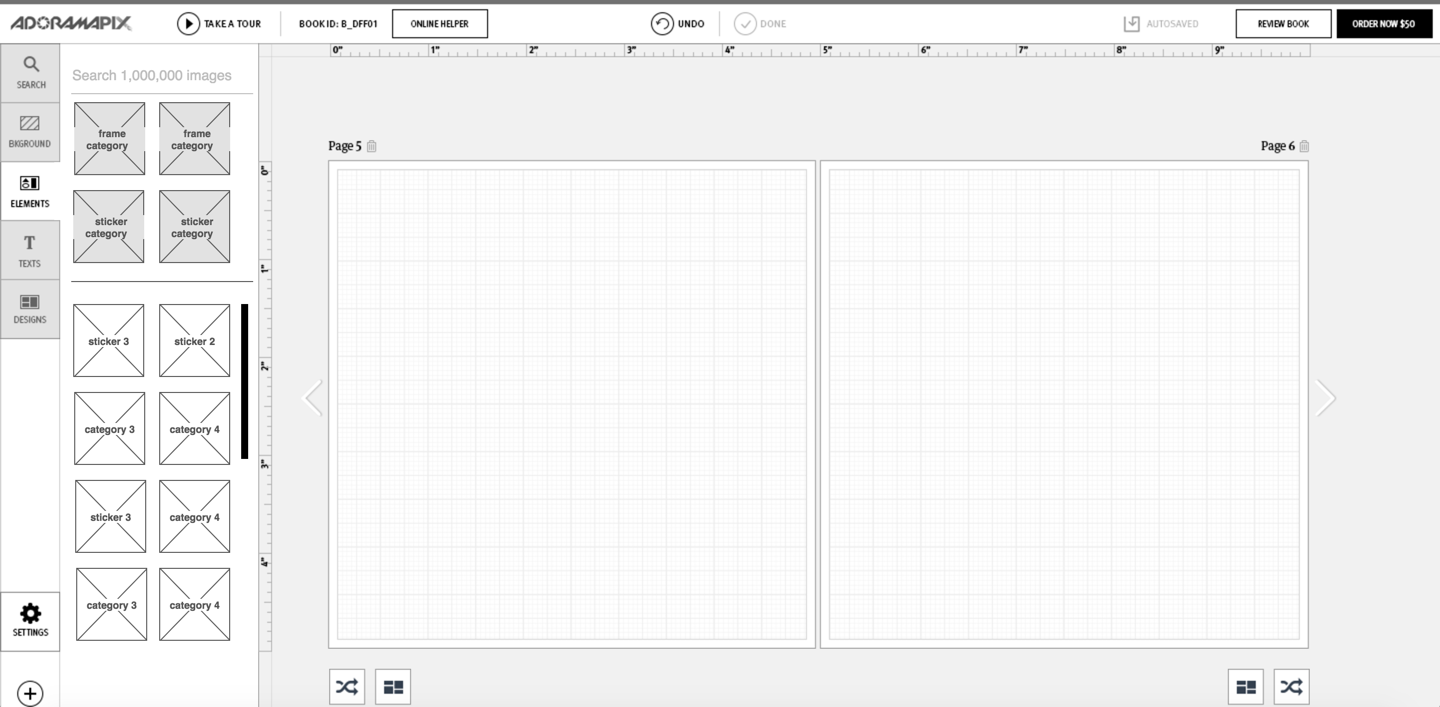 ADORAMAPIX
TAKE A TOUR
BOOK ID: B_DFF01
ONLINE HELPER
UNDO
DONE
AUTOSAVED
REVIEW BOOK
ORDER NOW $50
0" 1" 2" 3" 4" 5" 6" 7" 8" 9"
SEARCH
BKGROUND
ELEMENTS
TEXTS
DESIGNS
SETTINGS
Search 1,000,000 images
frame
category
frame
category
sticker
category
sticker
category
sticker 3
sticker 2
category 3
category 4
sticker 3
category 4
category 3
category 4
0"
1"
2"
3"
4"
Page 5
Page 6